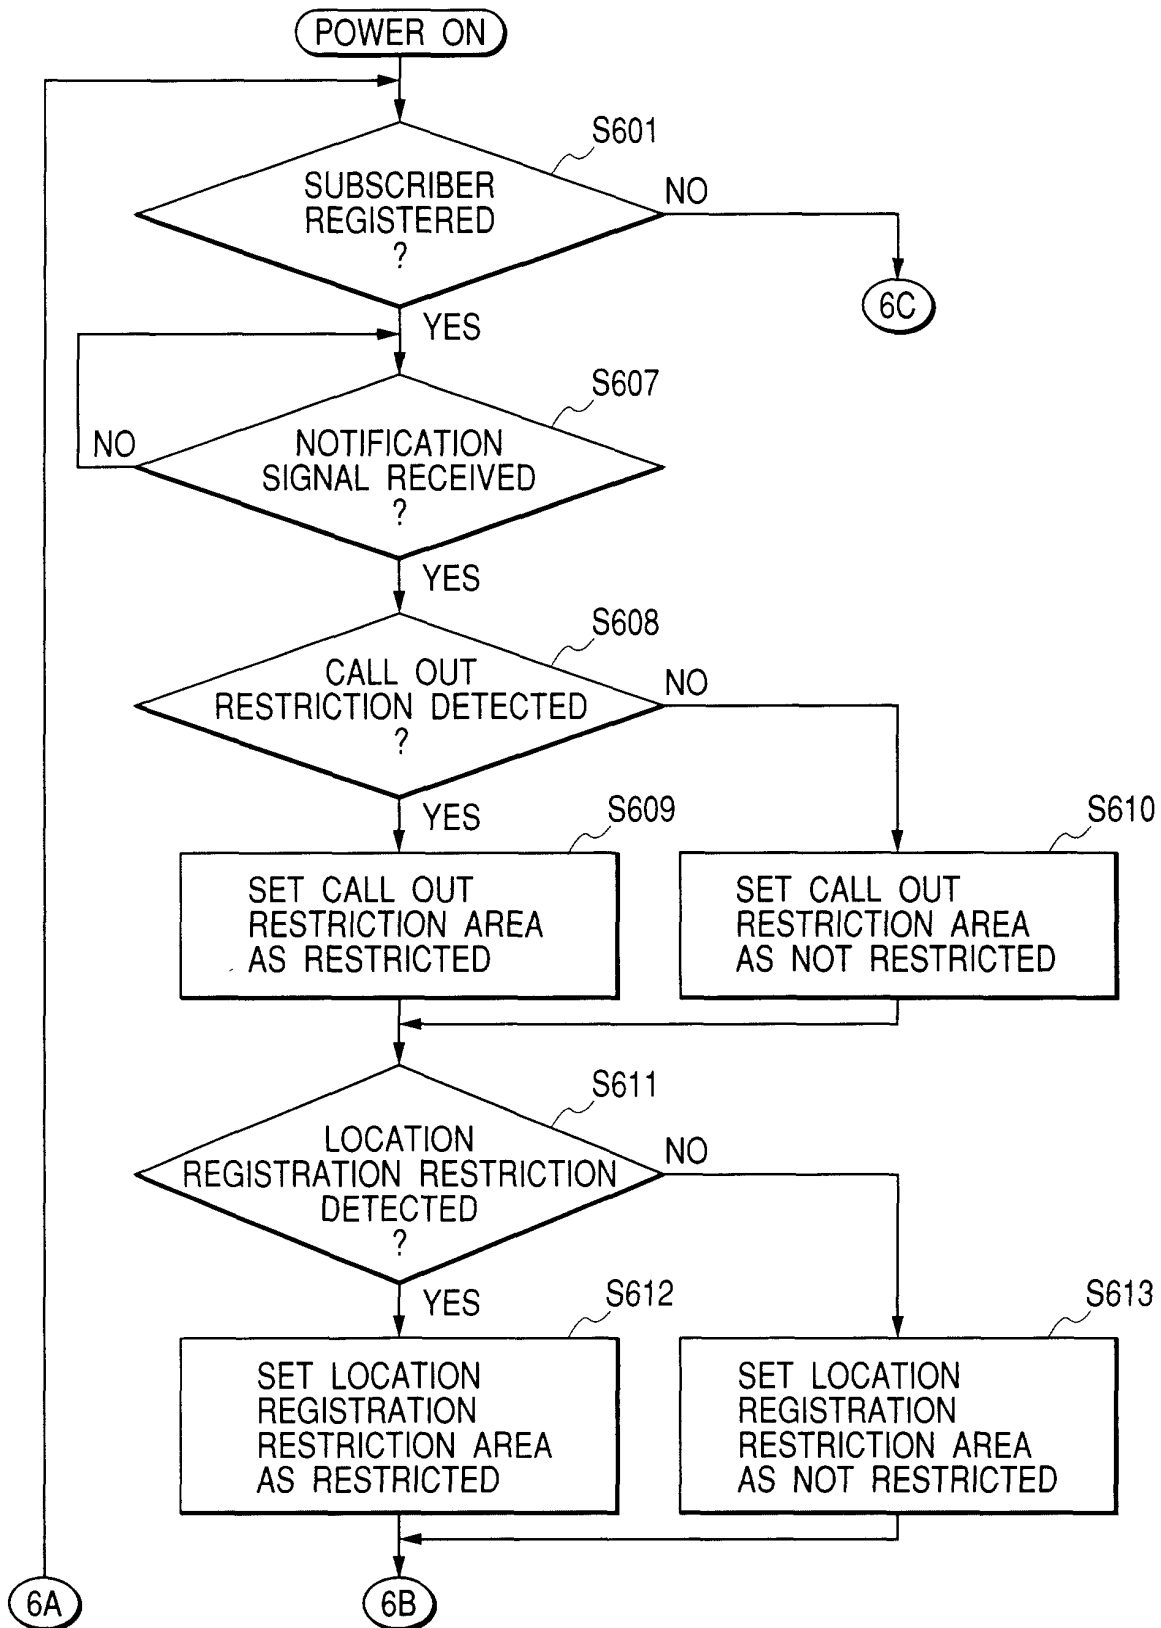 POWER ON
S601
SUBSCRIBER
REGISTERED
?
NO
6C
YES
S607
NOTIFICATION
SIGNAL RECEIVED
?
NO
YES
S608
CALL OUT
RESTRICTION DETECTED
?
NO
YES
S609
SET CALL OUT
RESTRICTION AREA
AS RESTRICTED
S610
SET CALL OUT
RESTRICTION AREA
AS NOT RESTRICTED
S611
LOCATION
REGISTRATION RESTRICTION
DETECTED
?
NO
YES
S612
SET LOCATION
REGISTRATION
RESTRICTION AREA
AS RESTRICTED
S613
SET LOCATION
REGISTRATION
RESTRICTION AREA
AS NOT RESTRICTED
6A
6B